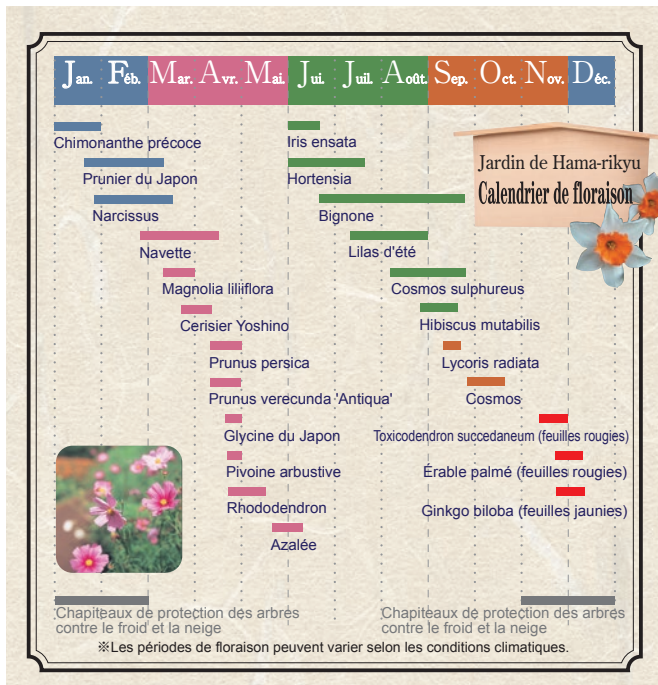 Jan. Fév. Mar. Avr. Mai. Jui. Juil. Août. Sep. Oct. Nov. Déc.
Jardin de Hama-rikyu
Calendrier de floraison
Chimonanthe précoce
Iris ensata
Prunier du Japon
Hortensia
Narcissus
Bignone
Navette
Lilas d'été
Magnolia liliiflora
Cosmos sulphureus
Cerisier Yoshino
Hibiscus mutabilis
Prunus persica
Lycoris radiata
Prunus verecunda 'Antiqua'
Cosmos
Glycine du Japon
Toxicodendron succedaneum (feuilles rougies)
Pivoine arbustive
Érable palmé (feuilles rougies)
Rhododendron
Ginkgo biloba (feuilles jaunies)
Azalée
Chapiteaux de protection des arbres
contre le froid et la neige
Chapiteaux de protection des arbres
contre le froid et la neige
※Les périodes de floraison peuvent varier selon les conditions climatiques.